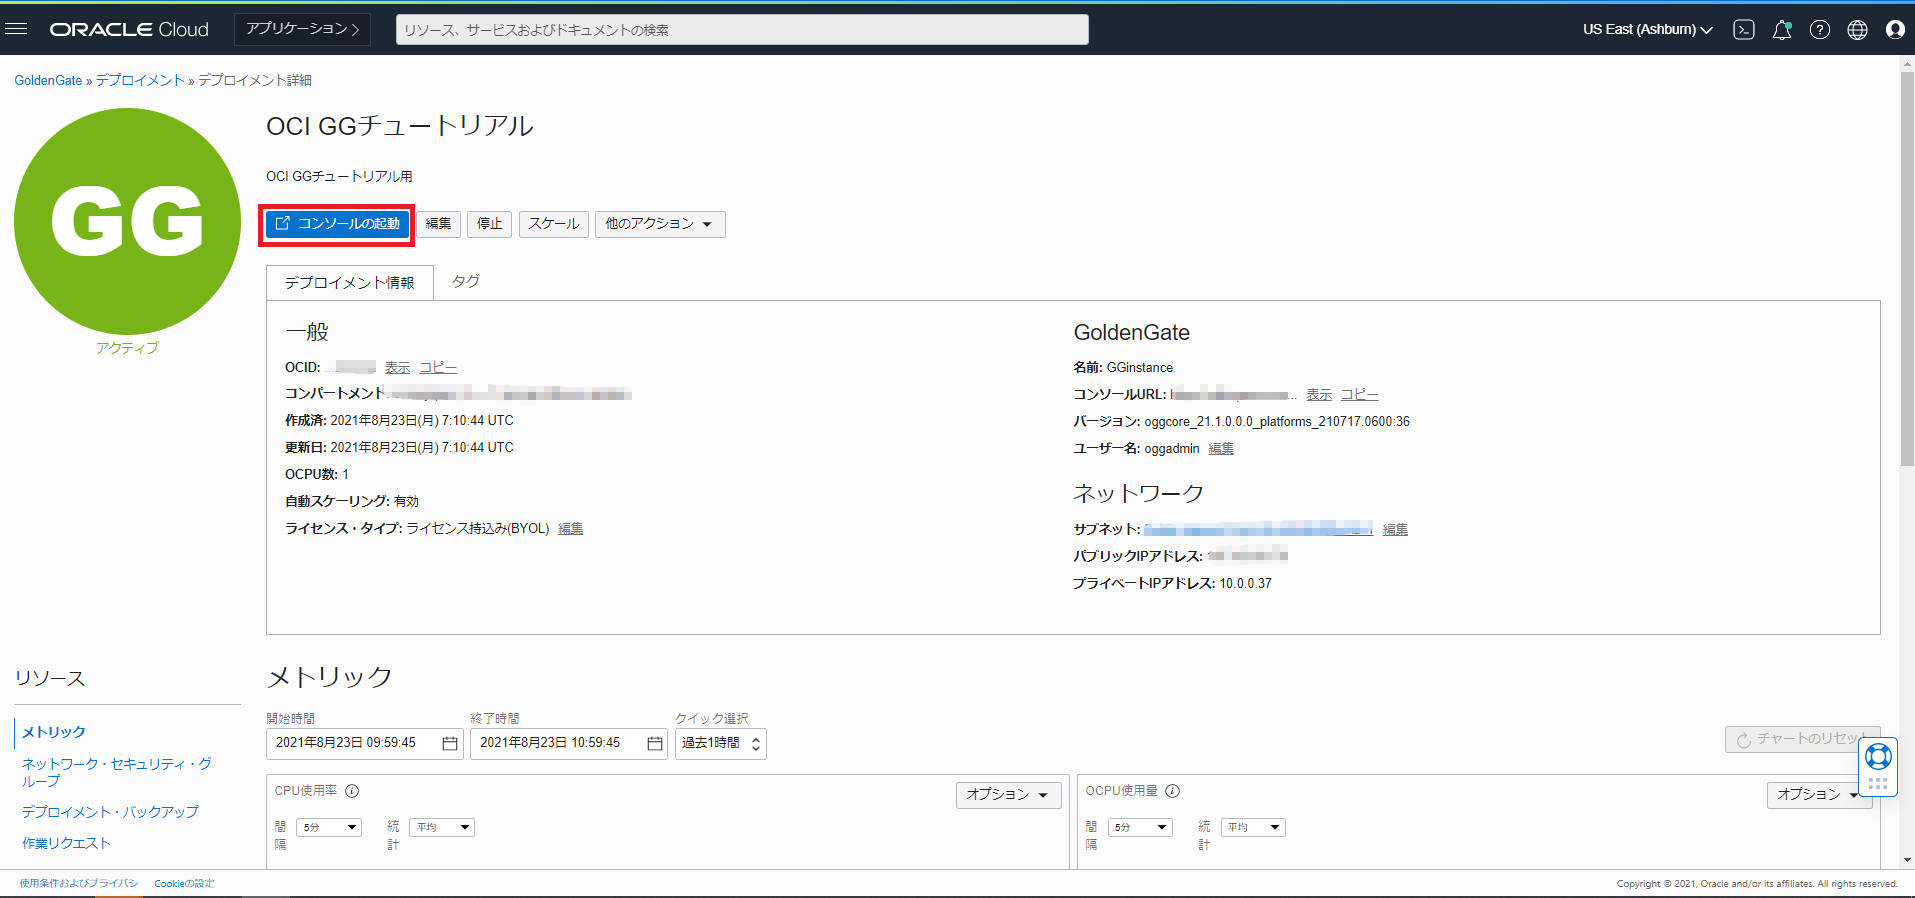 ORACLE Cloud
アプリケーション
リソース、サービスおよびドキュメントの検索
US East (Ashburn)
GoldenGate » デプロイメント » デプロイメント詳細
GG
アクティブ
OCI GGチュートリアル
OCI GGチュートリアル用
コンソールの起動
編集
停止
スケール
他のアクション
デプロイメント情報
タグ
一般
OCID: 表示 コピー
コンパートメント:
作成済: 2021年8月23日(月) 7:10:44 UTC
更新日: 2021年8月23日(月) 7:10:44 UTC
OCPU数: 1
自動スケーリング: 有効
ライセンス・タイプ: ライセンス持込み(BYOL) 編集
GoldenGate
名前: GGinstance
コンソールURL: ... 表示 コピー
バージョン: oggcore_21.1.0.0.0_platforms_210717.0600:36
ユーザー名: oggadmin 編集
ネットワーク
サブネット: 編集
パブリックIPアドレス:
プライベートIPアドレス: 10.0.0.37
リソース
メトリック
ネットワーク・セキュリティ・グ
ループ
デプロイメント・バックアップ
作業リクエスト
メトリック
開始時間
2021年8月23日 09:59:45
終了時間
2021年8月23日 10:59:45
クイック選択
過去1時間
チャートのリセット
CPU使用率
オプション
間
隔
5分
統
計
平均
OCPU使用量
オプション
間
隔
5分
統
計
平均
使用条件およびプライバシ
Cookieの設定
Copyright © 2021, Oracle and/or its affiliates. All rights reserved.